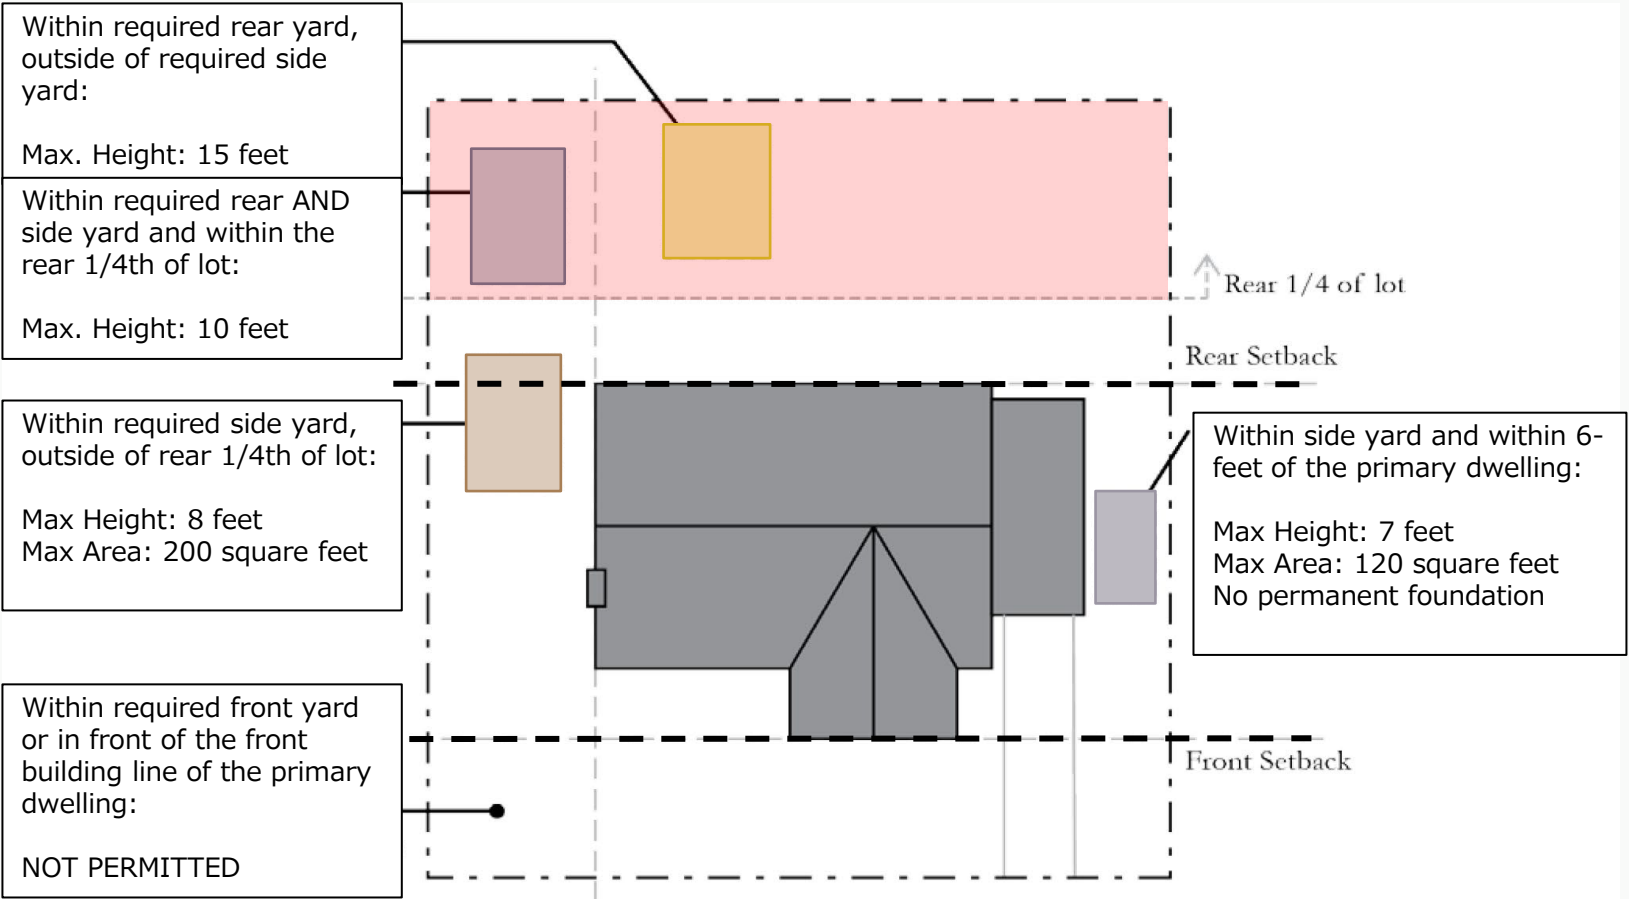 Within required rear yard,
outside of required side
yard:
Max. Height: 15 feet
Within required rear AND
side yard and within the
rear 1/4th of lot:
Max. Height: 10 feet
Rear 1/4 of lot
Rear Setback
Within required side yard,
outside of rear 1/4th of lot:
Max Height: 8 feet
Max Area: 200 square feet
Within side yard and within 6-
feet of the primary dwelling:
Max Height: 7 feet
Max Area: 120 square feet
No permanent foundation
Within required front yard
or in front of the front
building line of the primary
dwelling:
NOT PERMITTED
Front Setback